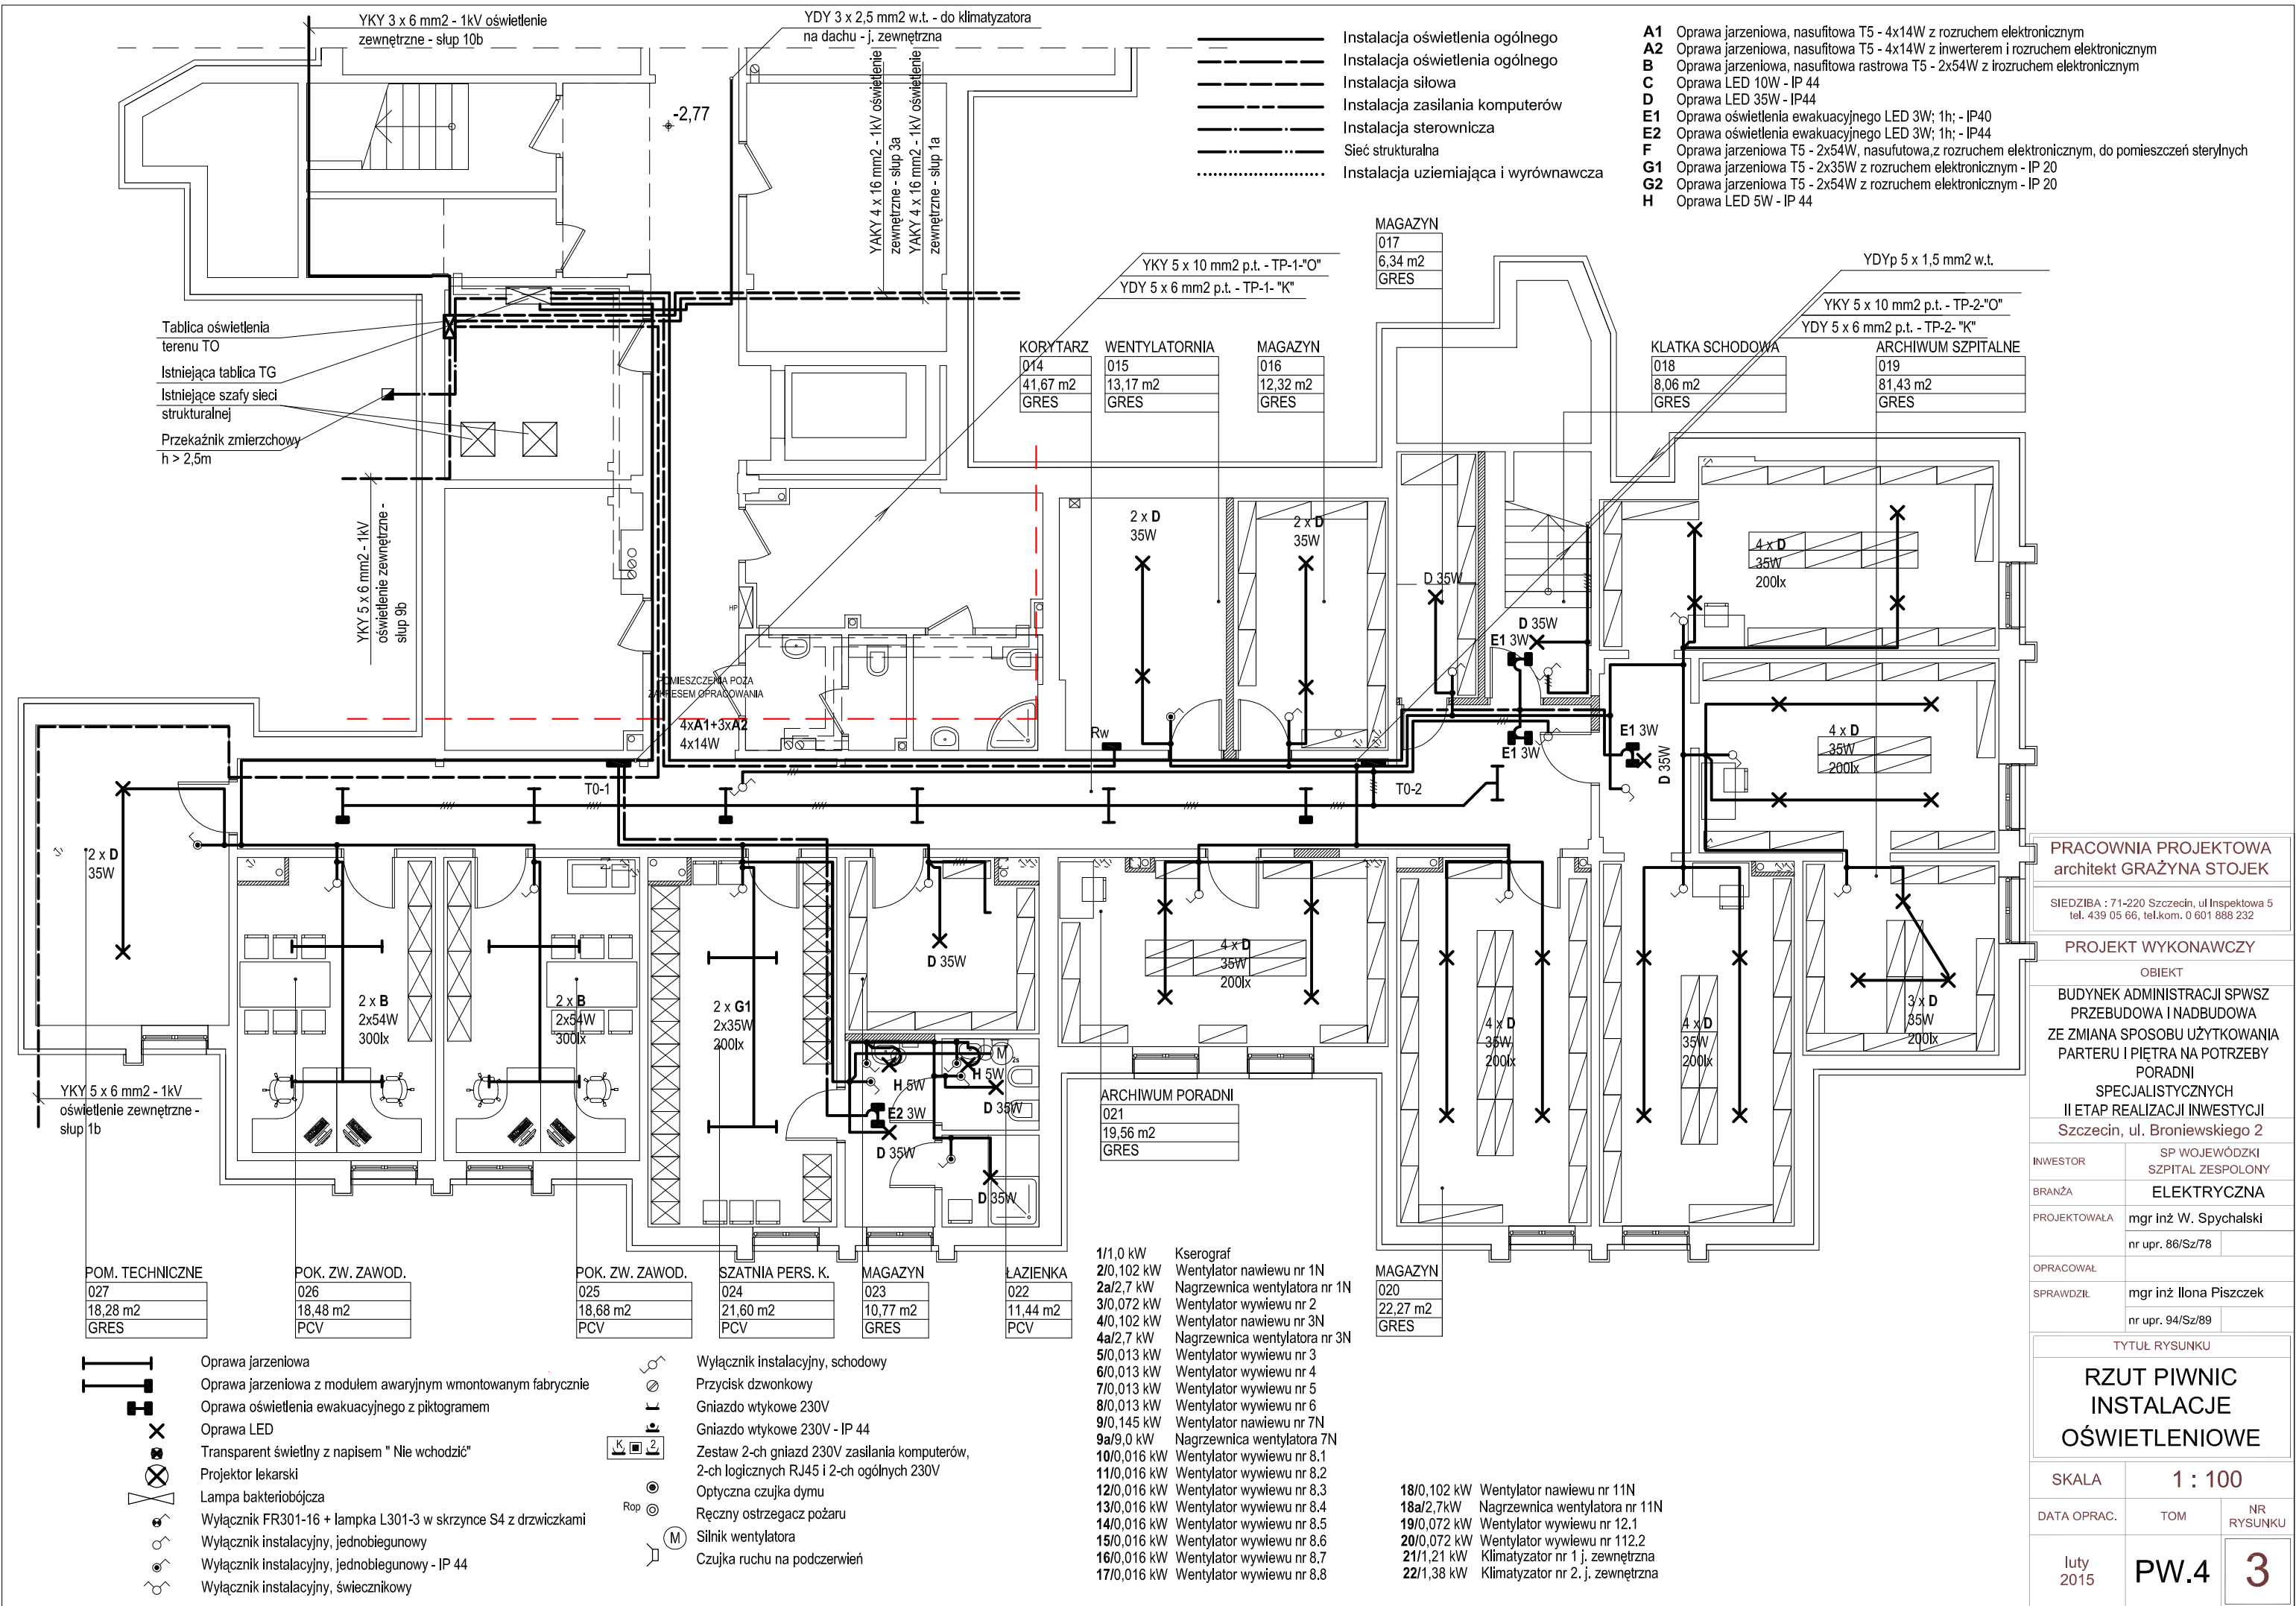 YKY 3 x 6 mm2 - 1kV oświetlenie
zewnętrzne - słup 10b
YDY 3 x 2,5 mm2 w.t. - do klimatyzatora
na dachu - j. zewnętrzna
-2,77
YAKY 4 x 16 mm2 - 1kV oświetlenie
zewnętrzne - słup 3a
YAKY 4 x 16 mm2 - 1kV oświetlenie
zewnętrzne - słup 1a
Instalacja oświetlenia ogólnego
Instalacja oświetlenia ogólnego
Instalacja siłowa
Instalacja zasilania komputerów
Instalacja sterownicza
Sieć strukturalna
Instalacja uziemiająca i wyrównawcza
A1 Oprawa jarzeniowa, nasufitowa T5 - 4x14W z rozruchem elektronicznym
A2 Oprawa jarzeniowa, nasufitowa T5 - 4x14W z inwerterem i rozruchem elektronicznym
B Oprawa jarzeniowa, nasufitowa rastrowa T5 - 2x54W z irozruchem elektronicznym
C Oprawa LED 10W - IP 44
D Oprawa LED 35W - IP44
E1 Oprawa oświetlenia ewakuacyjnego LED 3W; 1h; - IP40
E2 Oprawa oświetlenia ewakuacyjnego LED 3W; 1h; - IP44
F Oprawa jarzeniowa T5 - 2x54W, nasufutowa,z rozruchem elektronicznym, do pomieszczeń sterylnych
G1 Oprawa jarzeniowa T5 - 2x35W z rozruchem elektronicznym - IP 20
G2 Oprawa jarzeniowa T5 - 2x54W z rozruchem elektronicznym - IP 20
H Oprawa LED 5W - IP 44
YKY 5 x 10 mm2 p.t. - TP-1-"O"
YDY 5 x 6 mm2 p.t. - TP-1- "K"
MAGAZYN
017
6,34 m2
GRES
YDYp 5 x 1,5 mm2 w.t.
YKY 5 x 10 mm2 p.t. - TP-2-"O"
YDY 5 x 6 mm2 p.t. - TP-2- "K"
Tablica oświetlenia
terenu TO
Istniejąca tablica TG
Istniejące szafy sieci
strukturalnej
Przekaźnik zmierzchowy
h > 2,5m
KORYTARZ
014
41,67 m2
GRES
WENTYLATORNIA
015
13,17 m2
GRES
MAGAZYN
016
12,32 m2
GRES
KLATKA SCHODOWA
018
8,06 m2
GRES
ARCHIWUM SZPITALNE
019
81,43 m2
GRES
YKY 5 x 6 mm2 - 1kV
oświetlenie zewnętrzne -
słup 9b
2 x D
35W
2 x D
35W
D 35W
D 35W
E1 3W
E1 3W
E1 3W
D 35W
4 x D
35W
200lx
4 x D
35W
200lx
HP
POMIESZCZENIA POZA
ZAKRESEM OPRACOWANIA
4xA1+3xA2
4x14W
Rw
T0-1
T0-2
2 x D
35W
2 x B
2x54W
300lx
2 x B
2x54W
300lx
2 x G1
2x35W
200lx
D 35W
H 5W
H 5W
M
2s
D 35W
E2 3W
D 35W
D 35W
4 x D
35W
200lx
4 x D
35W
200lx
4 x D
35W
200lx
3 x D
35W
200lx
YKY 5 x 6 mm2 - 1kV
oświetlenie zewnętrzne -
słup 1b
ARCHIWUM PORADNI
021
19,56 m2
GRES
POM. TECHNICZNE
027
18,28 m2
GRES
POK. ZW. ZAWOD.
026
18,48 m2
PCV
POK. ZW. ZAWOD.
025
18,68 m2
PCV
SZATNIA PERS. K.
024
21,60 m2
PCV
MAGAZYN
023
10,77 m2
GRES
ŁAZIENKA
022
11,44 m2
PCV
MAGAZYN
020
22,27 m2
GRES
1/1,0 kW Kserograf
2/0,102 kW Wentylator nawiewu nr 1N
2a/2,7 kW Nagrzewnica wentylatora nr 1N
3/0,072 kW Wentylator wywiewu nr 2
4/0,102 kW Wentylator nawiewu nr 3N
4a/2,7 kW Nagrzewnica wentylatora nr 3N
5/0,013 kW Wentylator wywiewu nr 3
6/0,013 kW Wentylator wywiewu nr 4
7/0,013 kW Wentylator wywiewu nr 5
8/0,013 kW Wentylator wywiewu nr 6
9/0,145 kW Wentylator nawiewu nr 7N
9a/9,0 kW Nagrzewnica wentylatora 7N
10/0,016 kW Wentylator wywiewu nr 8.1
11/0,016 kW Wentylator wywiewu nr 8.2
12/0,016 kW Wentylator wywiewu nr 8.3
13/0,016 kW Wentylator wywiewu nr 8.4
14/0,016 kW Wentylator wywiewu nr 8.5
15/0,016 kW Wentylator wywiewu nr 8.6
16/0,016 kW Wentylator wywiewu nr 8,7
17/0,016 kW Wentylator wywiewu nr 8.8
18/0,102 kW Wentylator nawiewu nr 11N
18a/2,7kW Nagrzewnica wentylatora nr 11N
19/0,072 kW Wentylator wywiewu nr 12.1
20/0,072 kW Wentylator wywiewu nr 112.2
21/1,21 kW Klimatyzator nr 1 j. zewnętrzna
22/1,38 kW Klimatyzator nr 2. j. zewnętrzna
Oprawa jarzeniowa
Oprawa jarzeniowa z modułem awaryjnym wmontowanym fabrycznie
Oprawa oświetlenia ewakuacyjnego z piktogramem
Oprawa LED
Transparent świetlny z napisem " Nie wchodzić"
Projektor lekarski
Lampa bakteriobójcza
Wyłącznik FR301-16 + lampka L301-3 w skrzynce S4 z drzwiczkami
Wyłącznik instalacyjny, jednobiegunowy
Wyłącznik instalacyjny, jednobiegunowy - IP 44
Wyłącznik instalacyjny, świecznikowy
Wyłącznik instalacyjny, schodowy
Przycisk dzwonkowy
Gniazdo wtykowe 230V
Gniazdo wtykowe 230V - IP 44
K 2
Zestaw 2-ch gniazd 230V zasilania komputerów,
2-ch logicznych RJ45 i 2-ch ogólnych 230V
Optyczna czujka dymu
Rop Ręczny ostrzegacz pożaru
M Silnik wentylatora
Czujka ruchu na podczerwień
PRACOWNIA PROJEKTOWA
architekt GRAŻYNA STOJEK
SIEDZIBA : 71-220 Szczecin, ul Inspektowa 5
tel. 439 05 66, tel.kom. 0 601 888 232
PROJEKT WYKONAWCZY
OBIEKT
BUDYNEK ADMINISTRACJI SPWSZ
PRZEBUDOWA I NADBUDOWA
ZE ZMIANA SPOSOBU UŻYTKOWANIA
PARTERU I PIĘTRA NA POTRZEBY
PORADNI
SPECJALISTYCZNYCH
II ETAP REALIZACJI INWESTYCJI
Szczecin, ul. Broniewskiego 2
INWESTOR
SP WOJEWÓDZKI
SZPITAL ZESPOLONY
BRANŻA
ELEKTRYCZNA
PROJEKTOWAŁA
mgr inż W. Spychalski
nr upr. 86/Sz/78
OPRACOWAŁ
SPRAWDZIŁ
mgr inż Ilona Piszczek
nr upr. 94/Sz/89
TYTUŁ RYSUNKU
RZUT PIWNIC
INSTALACJE
OŚWIETLENIOWE
SKALA
1 : 100
DATA OPRAC.
TOM
NR
RYSUNKU
luty
2015
PW.4
3